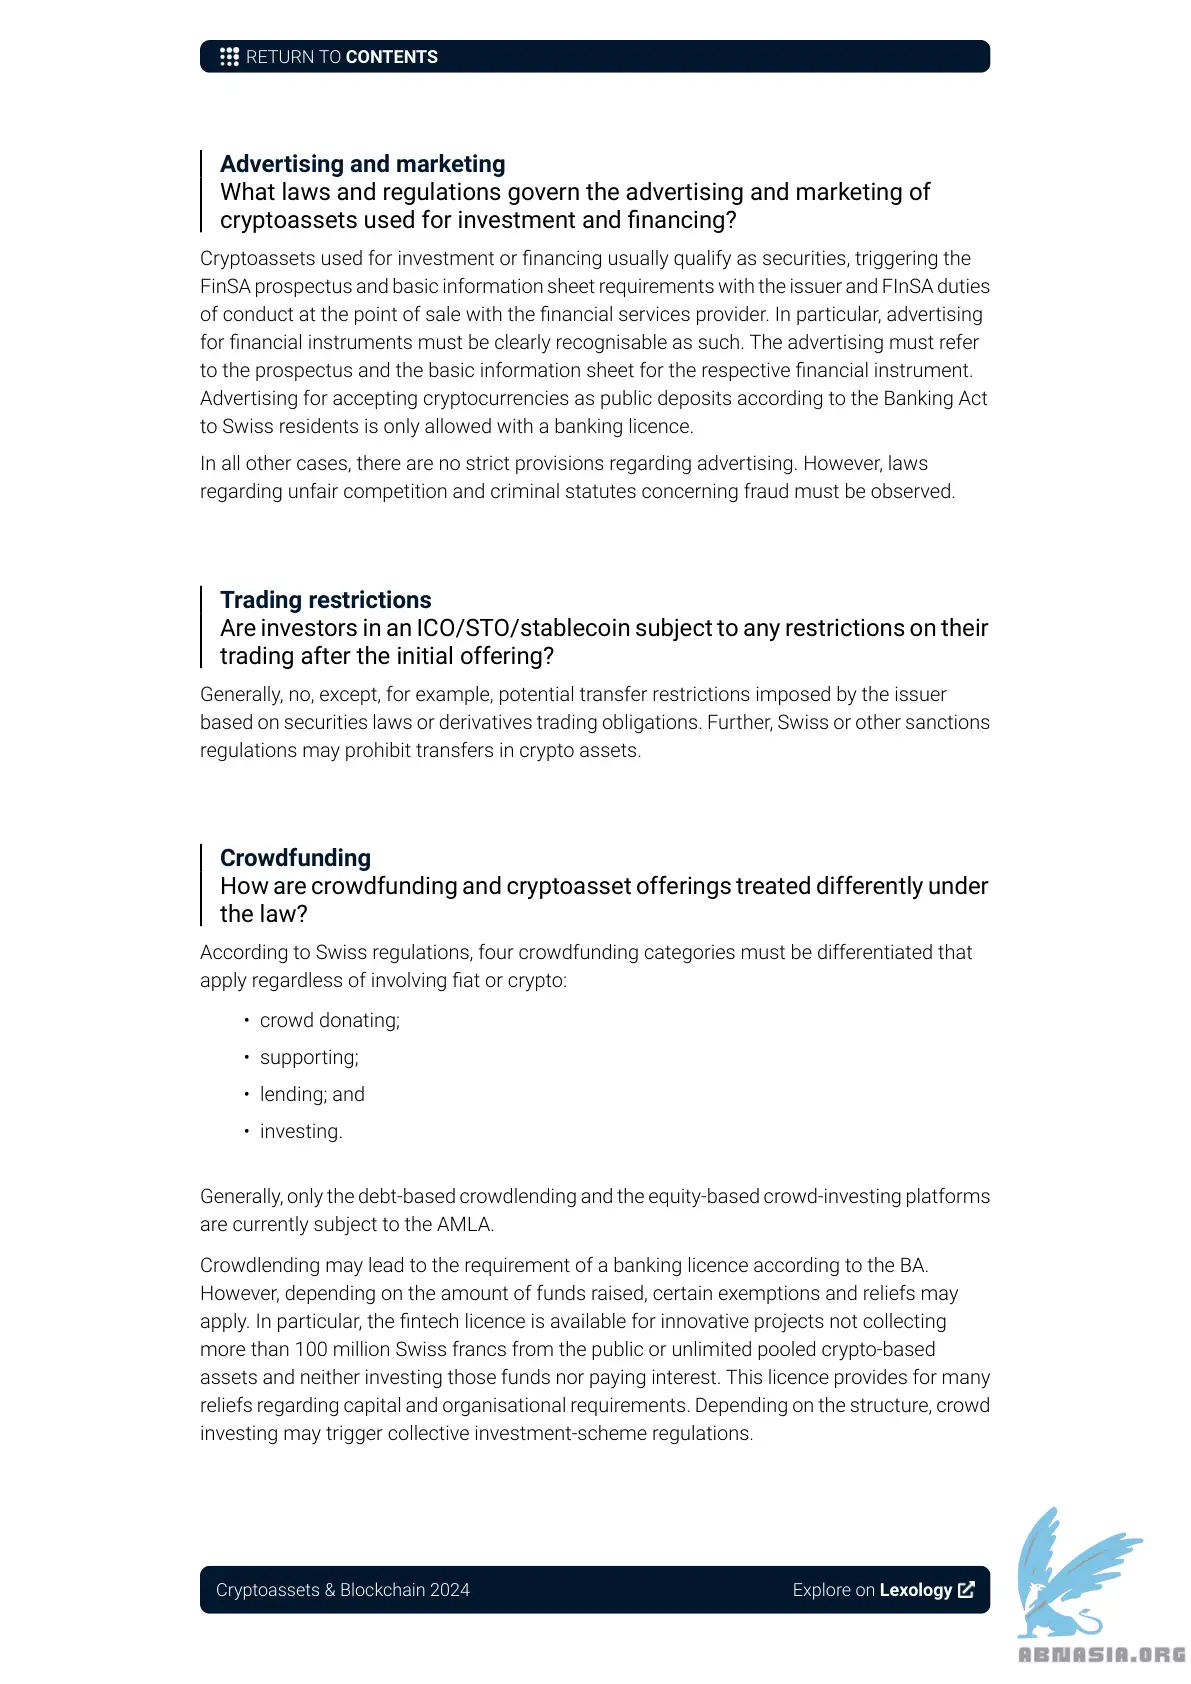 RETURN TO CONTENTS
Advertising and marketing
What laws and regulations govern the advertising and marketing of
cryptoassets used for investment and financing?
Cryptoassets used for investment or financing usually qualify as securities, triggering the
FinSA prospectus and basic information sheet requirements with the issuer and FInSA duties
of conduct at the point of sale with the financial services provider. In particular, advertising
for financial instruments must be clearly recognisable as such. The advertising must refer
to the prospectus and the basic information sheet for the respective financial instrument.
Advertising for accepting cryptocurrencies as public deposits according to the Banking Act
to Swiss residents is only allowed with a banking licence.
In all other cases, there are no strict provisions regarding advertising. However, laws
regarding unfair competition and criminal statutes concerning fraud must be observed.
Trading restrictions
Are investors in an ICO/STO/stablecoin subject to any restrictions on their
trading after the initial offering?
Generally, no, except, for example, potential transfer restrictions imposed by the issuer
based on securities laws or derivatives trading obligations. Further, Swiss or other sanctions
regulations may prohibit transfers in crypto assets.
Crowdfunding
How are crowdfunding and cryptoasset offerings treated differently under
the law?
According to Swiss regulations, four crowdfunding categories must be differentiated that
apply regardless of involving fiat or crypto:
• crowd donating;
• supporting;
• lending; and
• investing.
Generally, only the debt-based crowdlending and the equity-based crowd-investing platforms
are currently subject to the AMLA.
Crowdlending may lead to the requirement of a banking licence according to the BA.
However, depending on the amount of funds raised, certain exemptions and reliefs may
apply. In particular, the fintech licence is available for innovative projects not collecting
more than 100 million Swiss francs from the public or unlimited pooled crypto-based
assets and neither investing those funds nor paying interest. This licence provides for many
reliefs regarding capital and organisational requirements. Depending on the structure, crowd
investing may trigger collective investment-scheme regulations.
Cryptoassets & Blockchain 2024
Explore on Lexology
ABNASIA.ORG